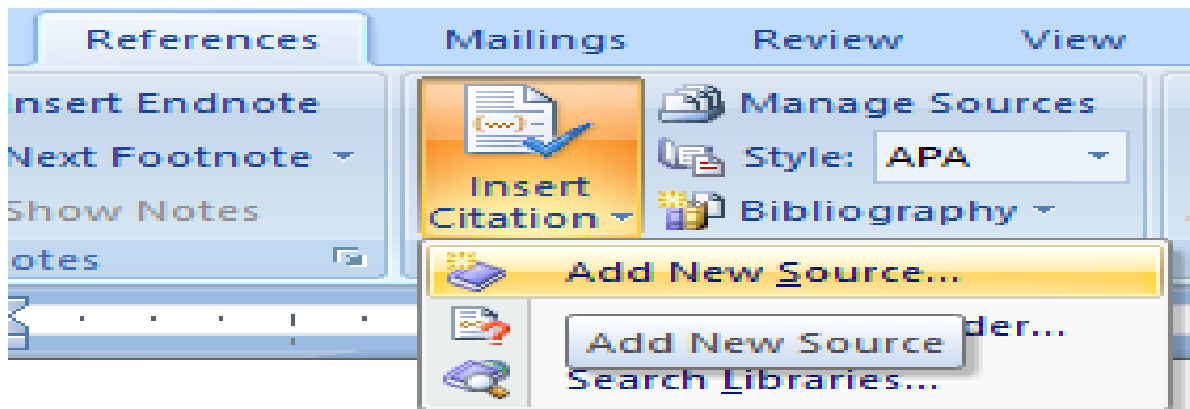 References Mailings Review View
Insert Endnote
Next Footnote
Show Notes
otes
Insert
Citation
Manage Sources
Style: APA
Bibliography
Add New Source...
der...
Add New Source
Search Libraries...